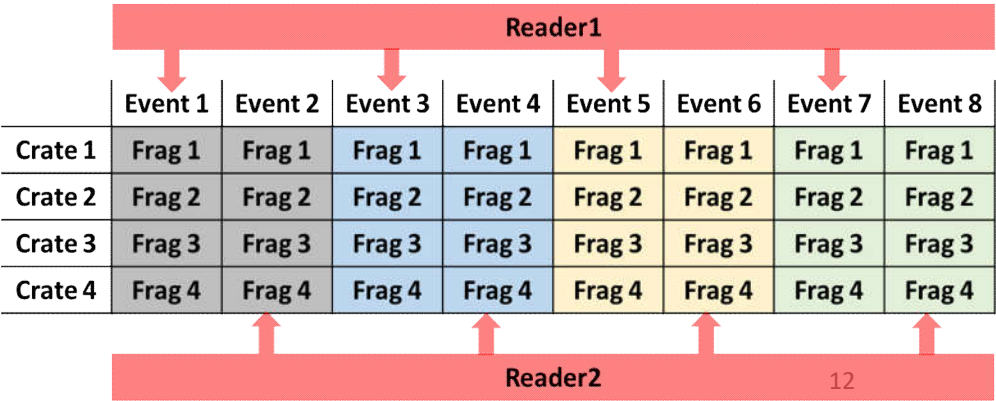 Reader1
Event 1 Event 2 Event 3 Event 4 Event 5 Event 6 Event 7 Event 8
Crate 1 Frag 1 Frag 1 Frag 1 Frag 1 Frag 1 Frag 1 Frag 1 Frag 1
Crate 2 Frag 2 Frag 2 Frag 2 Frag 2 Frag 2 Frag 2 Frag 2 Frag 2
Crate 3 Frag 3 Frag 3 Frag 3 Frag 3 Frag 3 Frag 3 Frag 3 Frag 3
Crate 4 Frag 4 Frag 4 Frag 4 Frag 4 Frag 4 Frag 4 Frag 4 Frag 4
Reader2 12